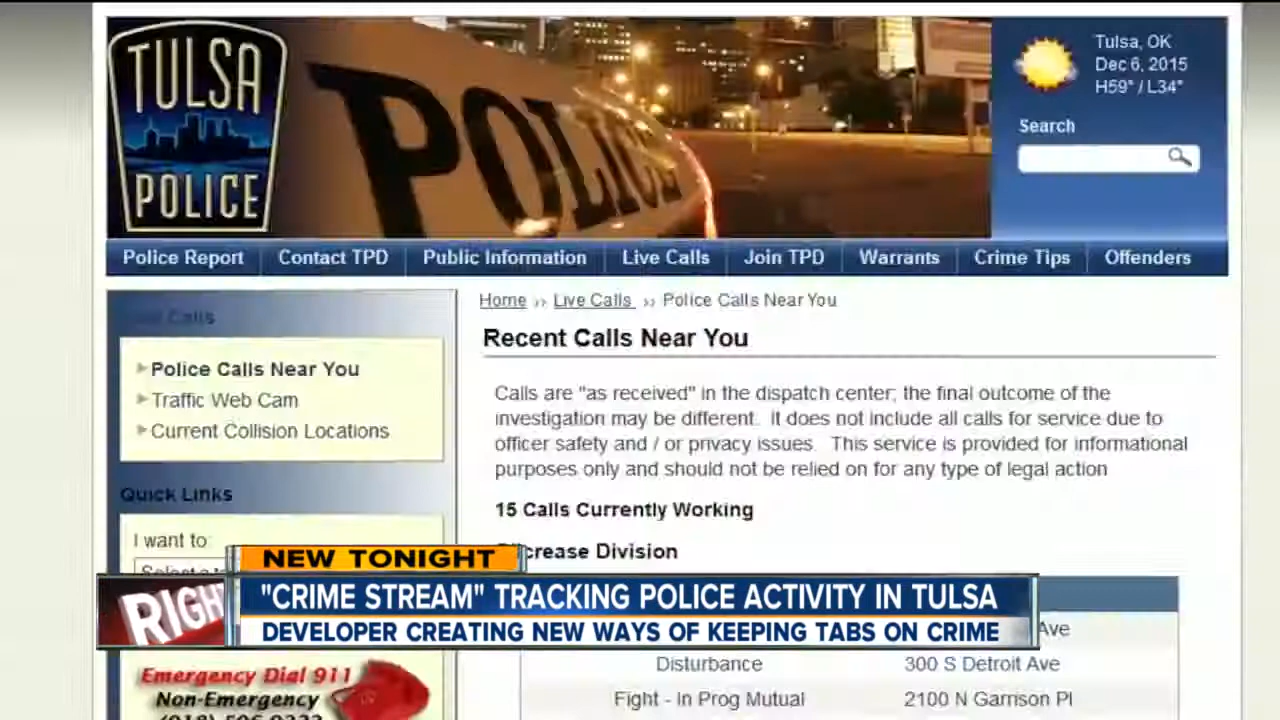 TULSA
POLICE
POLICE
Tulsa, OK
Dec 6, 2015
H59° / L34°
Search
Police Report
Contact TPD
Public Information
Live Calls
Join TPD
Warrants
Crime Tips
Offenders
Home ›› Live Calls ›› Police Calls Near You
Calls
Police Calls Near You
Traffic Web Cam
Current Collision Locations
Quick Links
I want to:
Recent Calls Near You
Calls are "as received" in the dispatch center; the final outcome of the
investigation may be different. It does not include all calls for service due to
officer safety and / or privacy issues. This service is provided for informational
purposes only and should not be relied on for any type of legal action
15 Calls Currently Working
Division
Ave
Disturbance 300 S Detroit Ave
Fight - In Prog Mutual 2100 N Garrison Pl
NEW TONIGHT
"CRIME STREAM" TRACKING POLICE ACTIVITY IN TULSA
DEVELOPER CREATING NEW WAYS OF KEEPING TABS ON CRIME
RIGH
Emergency Dial 911
Non-Emergency